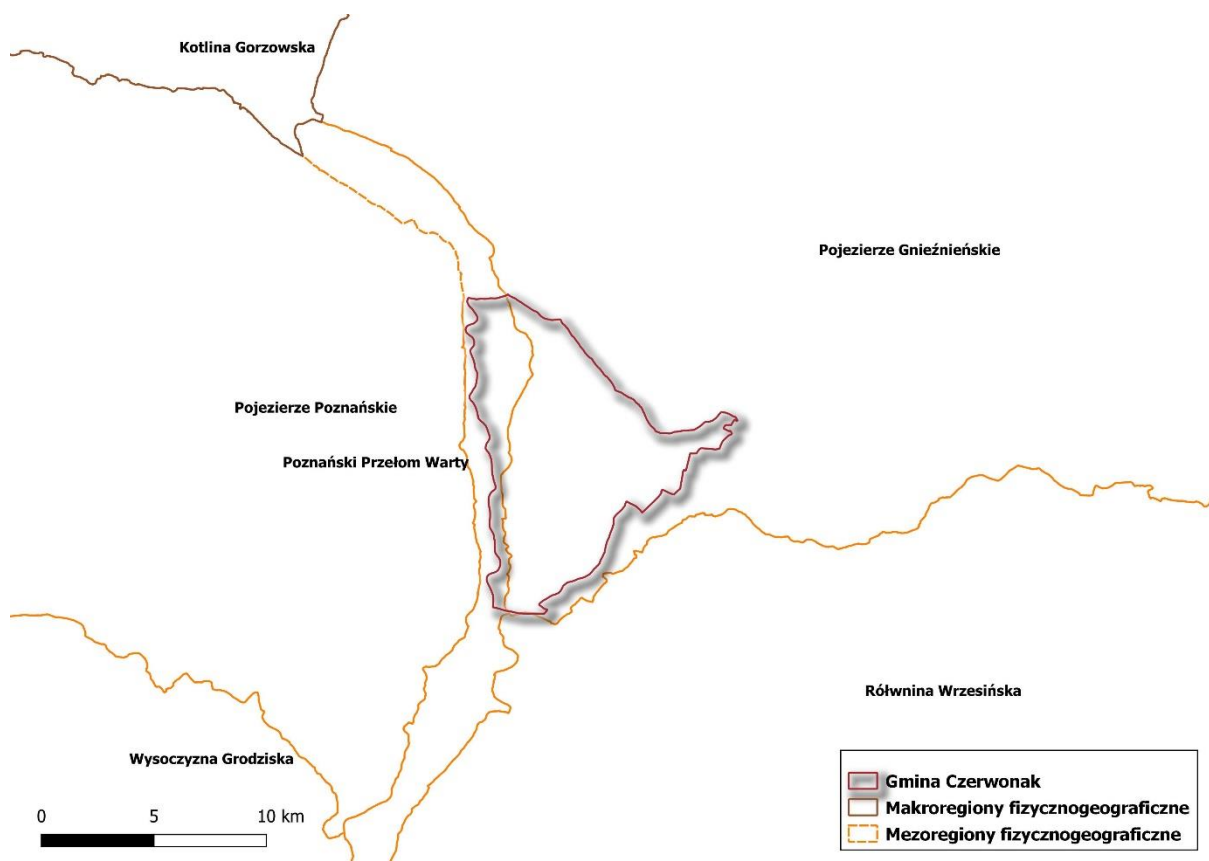 Kotlina Gorzowska
Pojezierze Gnieźnieńskie
Pojezierze Poznańskie
Poznański Przełom Warty
Rółwnina Wrzesińska
Wysoczyzna Grodziska
0 5 10 km
Gmina Czerwonak
Makroregiony fizycznogeograficzne
Mezoregiony fizycznogeograficzne